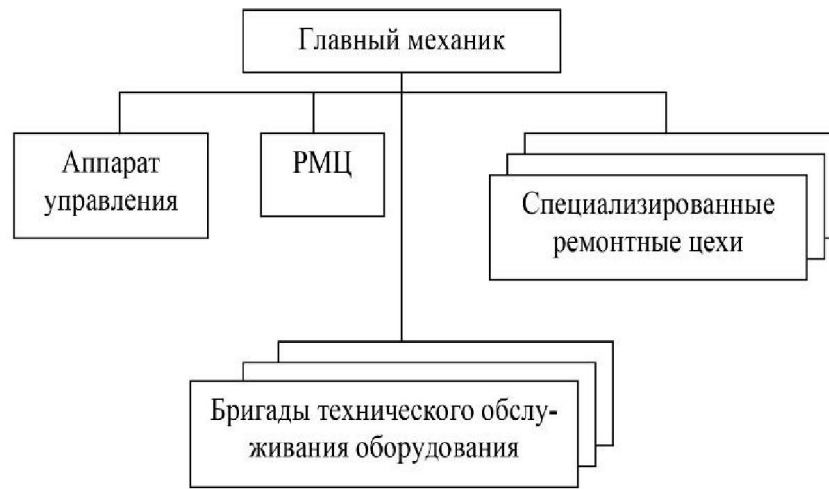 Главный механик
Аппарат
управления
РМЦ
Специализированные
ремонтные цехи
Бригады технического обслу-
живания оборудования